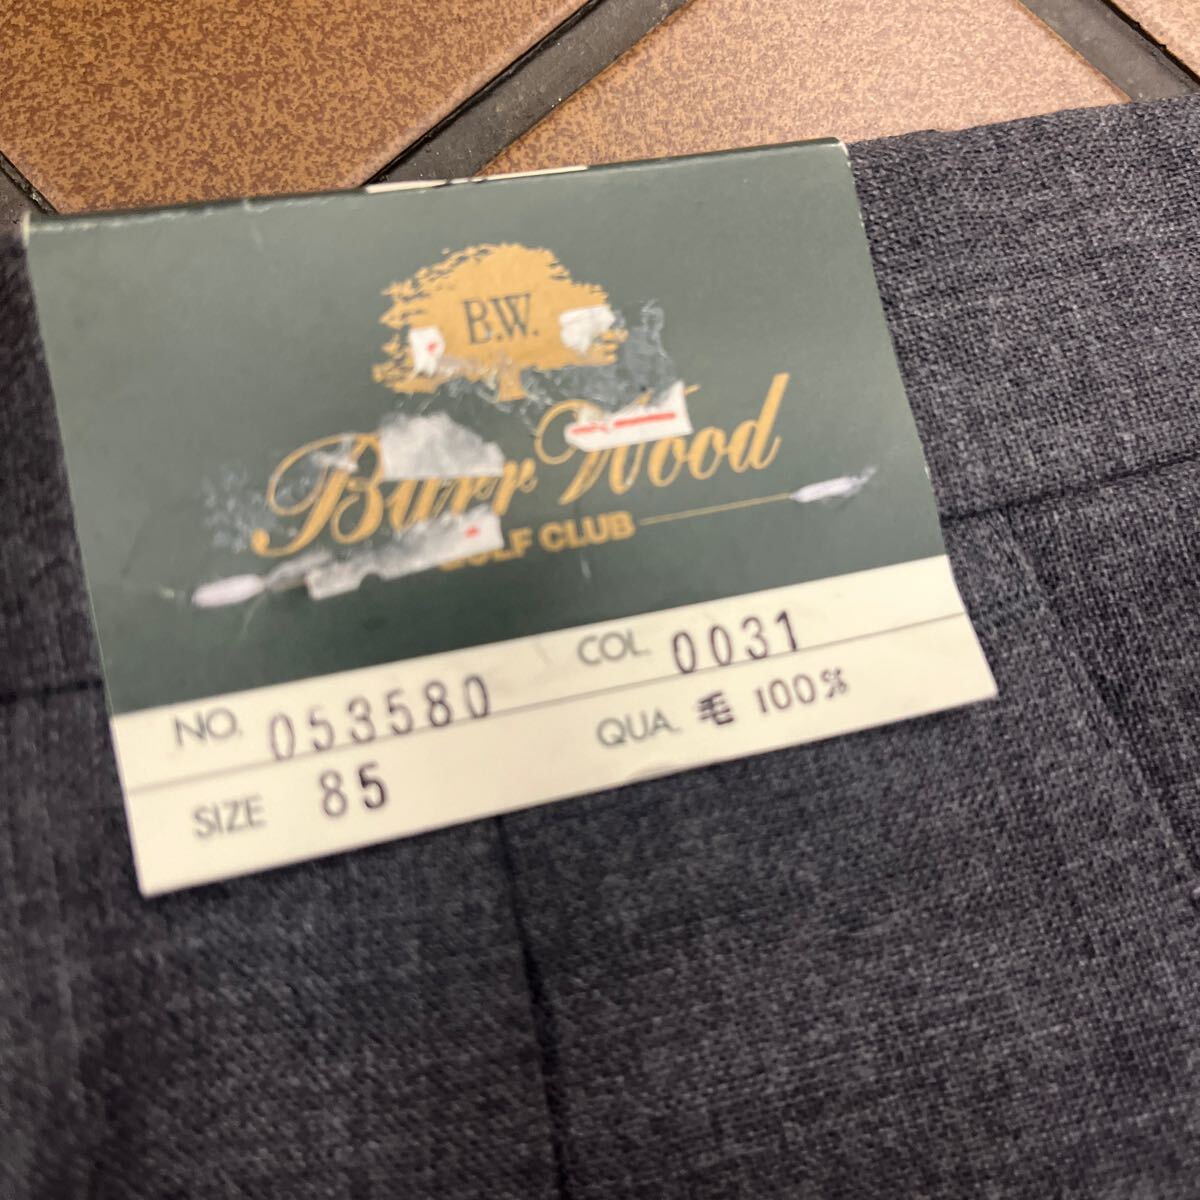 B.W.
Burr Wood
GOLF CLUB
NO. 053580 COL. 0031
SIZE 85 QUA. 毛 100%